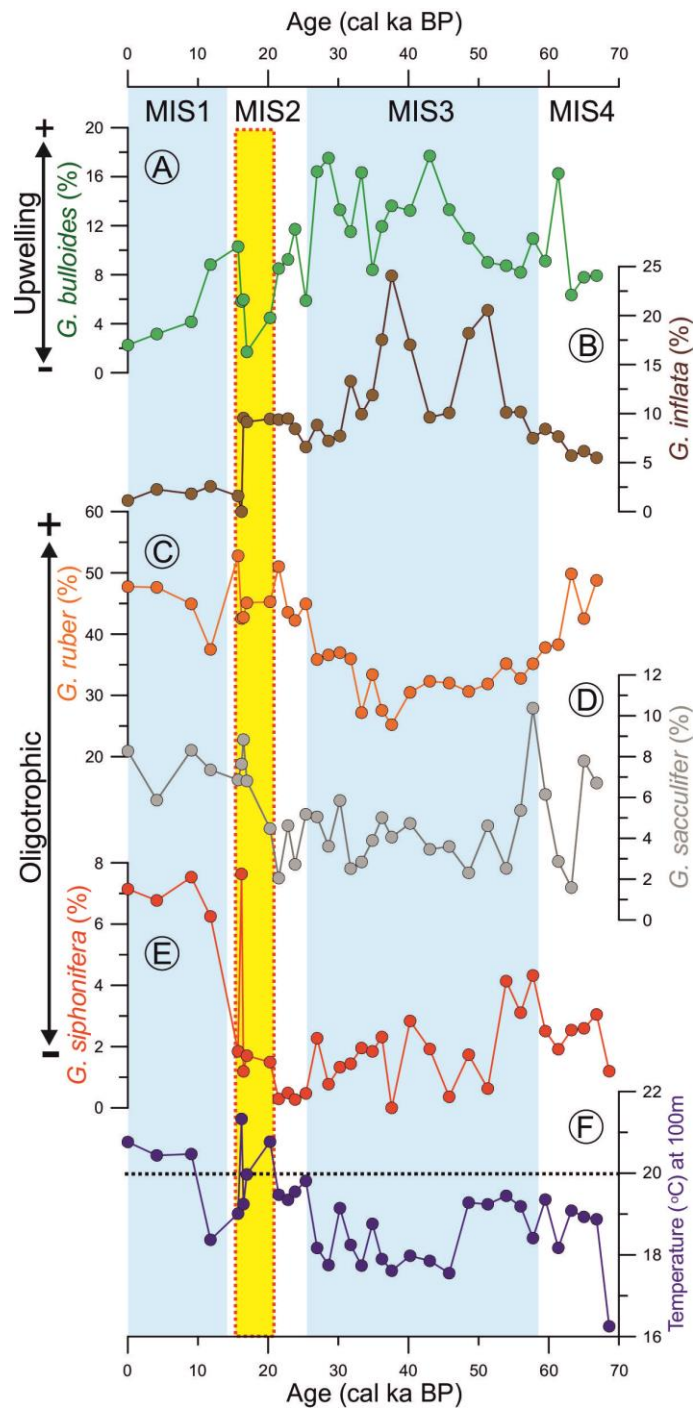 Age (cal ka BP)
0 10 20 30 40 50 60 70
MIS1 MIS2 MIS3 MIS4
+
Upwelling
-
G. bulloides (%)
20
16
12
8
4
0
A
25
20
15
10
5
0
G. inflata (%)
B
+
Oligotrophic
-
60
50
40
30
20
G. ruber (%)
C
12
10
8
6
4
2
0
G. sacculifer (%)
D
8
6
4
2
0
G. siphonifera (%)
E
22
20
18
16
Temperature (ºC) at 100m
F
0 10 20 30 40 50 60 70
Age (cal ka BP)